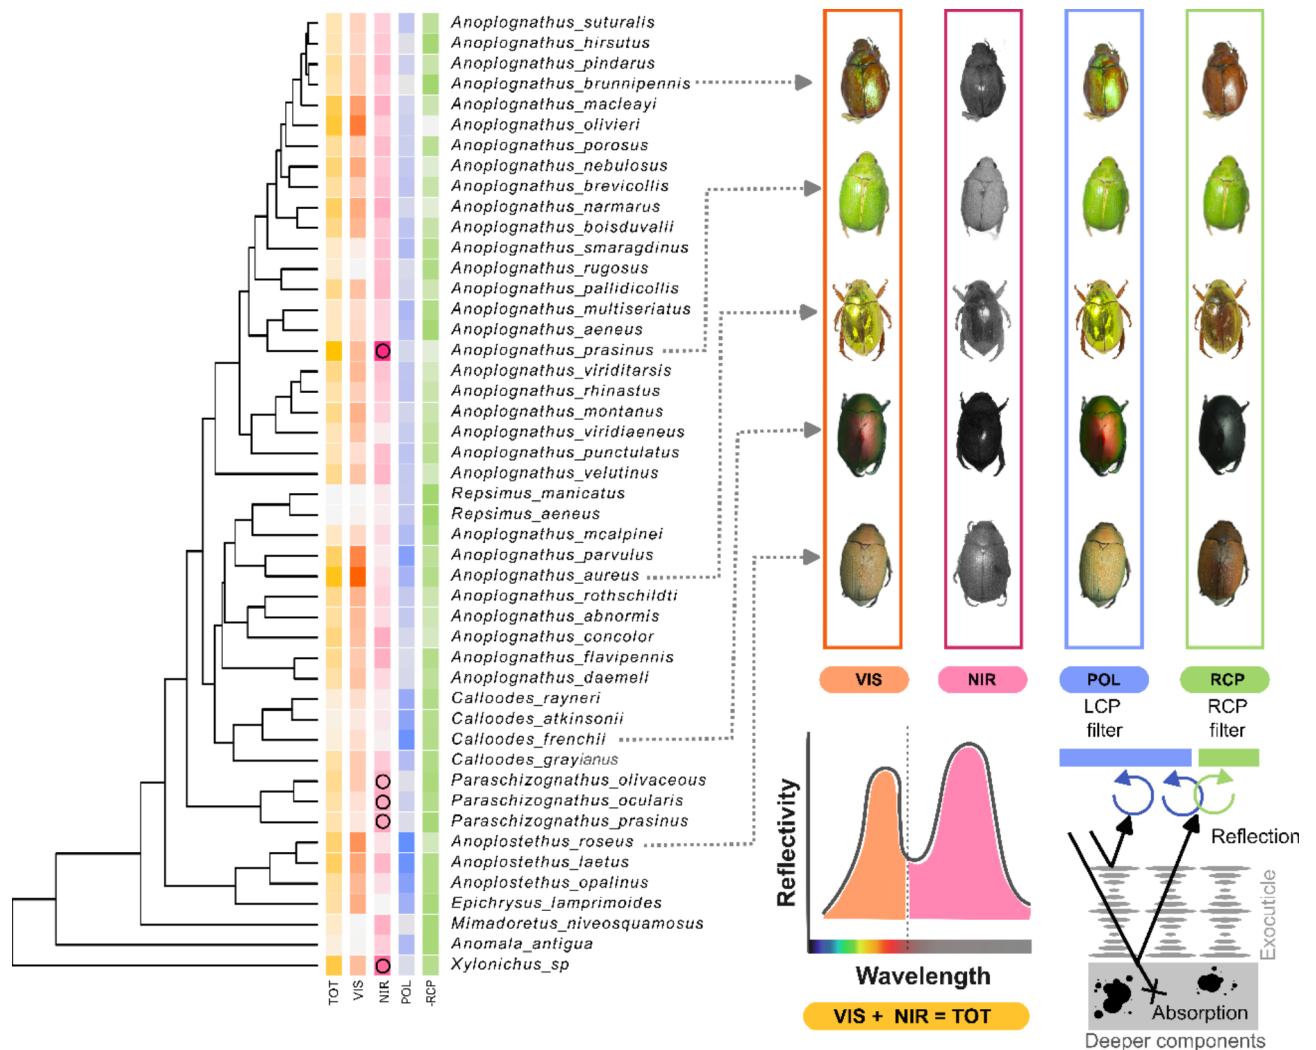 Anoplognathus_suturalis
Anoplognathus_hirsutus
Anoplognathus_pindarus
Anoplognathus_brunnipennis
Anoplognathus_macleayi
Anoplognathus_olivieri
Anoplognathus_porosus
Anoplognathus_nebulosus
Anoplognathus_brevicollis
Anoplognathus_narmarus
Anoplognathus_boisduvalii
Anoplognathus_smaragdinus
Anoplognathus_rugosus
Anoplognathus_pallidicollis
Anoplognathus_multiseriatus
Anoplognathus_aeneus
Anoplognathus_prasinus
Anoplognathus_viriditarsis
Anoplognathus_rhinastus
Anoplognathus_montanus
Anoplognathus_viridiaeneus
Anoplognathus_punctulatus
Anoplognathus_velutinus
Repsimus_manicatus
Repsimus_aeneus
Anoplognathus_mcalpinei
Anoplognathus_parvulus
Anoplognathus_aureus
Anoplognathus_rothschildti
Anoplognathus_abnormis
Anoplognathus_concolor
Anoplognathus_flavipennis
Anoplognathus_daemeli
Calloodes_rayneri
Calloodes_atkinsonii
Calloodes_frenchii
Calloodes_grayianus
Paraschizognathus_olivaceous
Paraschizognathus_ocularis
Paraschizognathus_prasinus
Anoplostethus_roseus
Anoplostethus_laetus
Anoplostethus_opalinus
Epichrysus_lamprimoides
Mimadoretus_niveosquamosus
Anomala_antigua
Xylonichus_sp
TOT VIS NIR POL -RCP
VIS NIR POL RCP
LCP filter
RCP filter
Reflectivity
Wavelength
VIS + NIR = TOT
Reflection
Exocuticle
Absorption
Deeper components